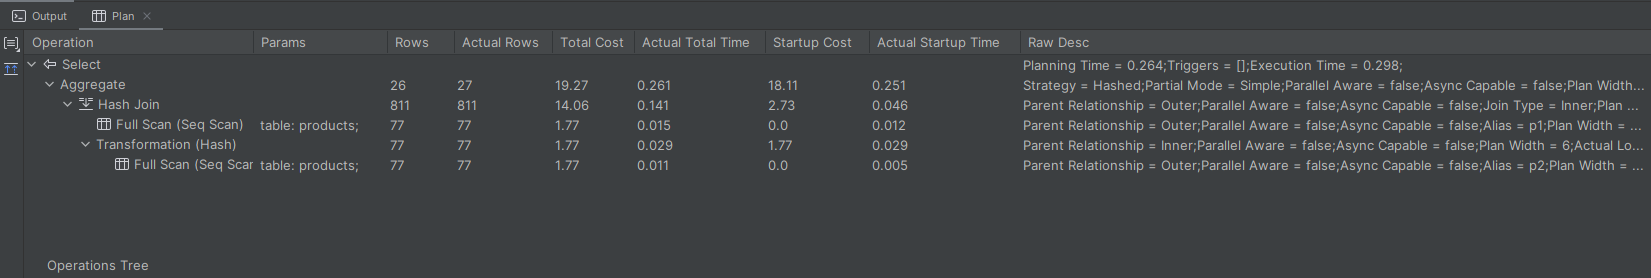 Output Plan
Operation Params Rows Actual Rows Total Cost Actual Total Time Startup Cost Actual Startup Time Raw Desc
Select Planning Time = 0.264;Triggers = [];Execution Time = 0.298;
Aggregate 26 27 19.27 0.261 18.11 0.251 Strategy = Hashed;Partial Mode = Simple;Parallel Aware = false;Async Capable = false;Plan Width...
Hash Join 811 811 14.06 0.141 2.73 0.046 Parent Relationship = Outer;Parallel Aware = false;Async Capable = false;Join Type = Inner;Plan ...
Full Scan (Seq Scan) table: products; 77 77 1.77 0.015 0.0 0.012 Parent Relationship = Outer;Parallel Aware = false;Async Capable = false;Alias = p1;Plan Width = ...
Transformation (Hash) 77 77 1.77 0.029 1.77 0.029 Parent Relationship = Inner;Parallel Aware = false;Async Capable = false;Plan Width = 6;Actual Lo...
Full Scan (Seq Scar table: products; 77 77 1.77 0.011 0.0 0.005 Parent Relationship = Outer;Parallel Aware = false;Async Capable = false;Alias = p2;Plan Width = ...
Operations Tree